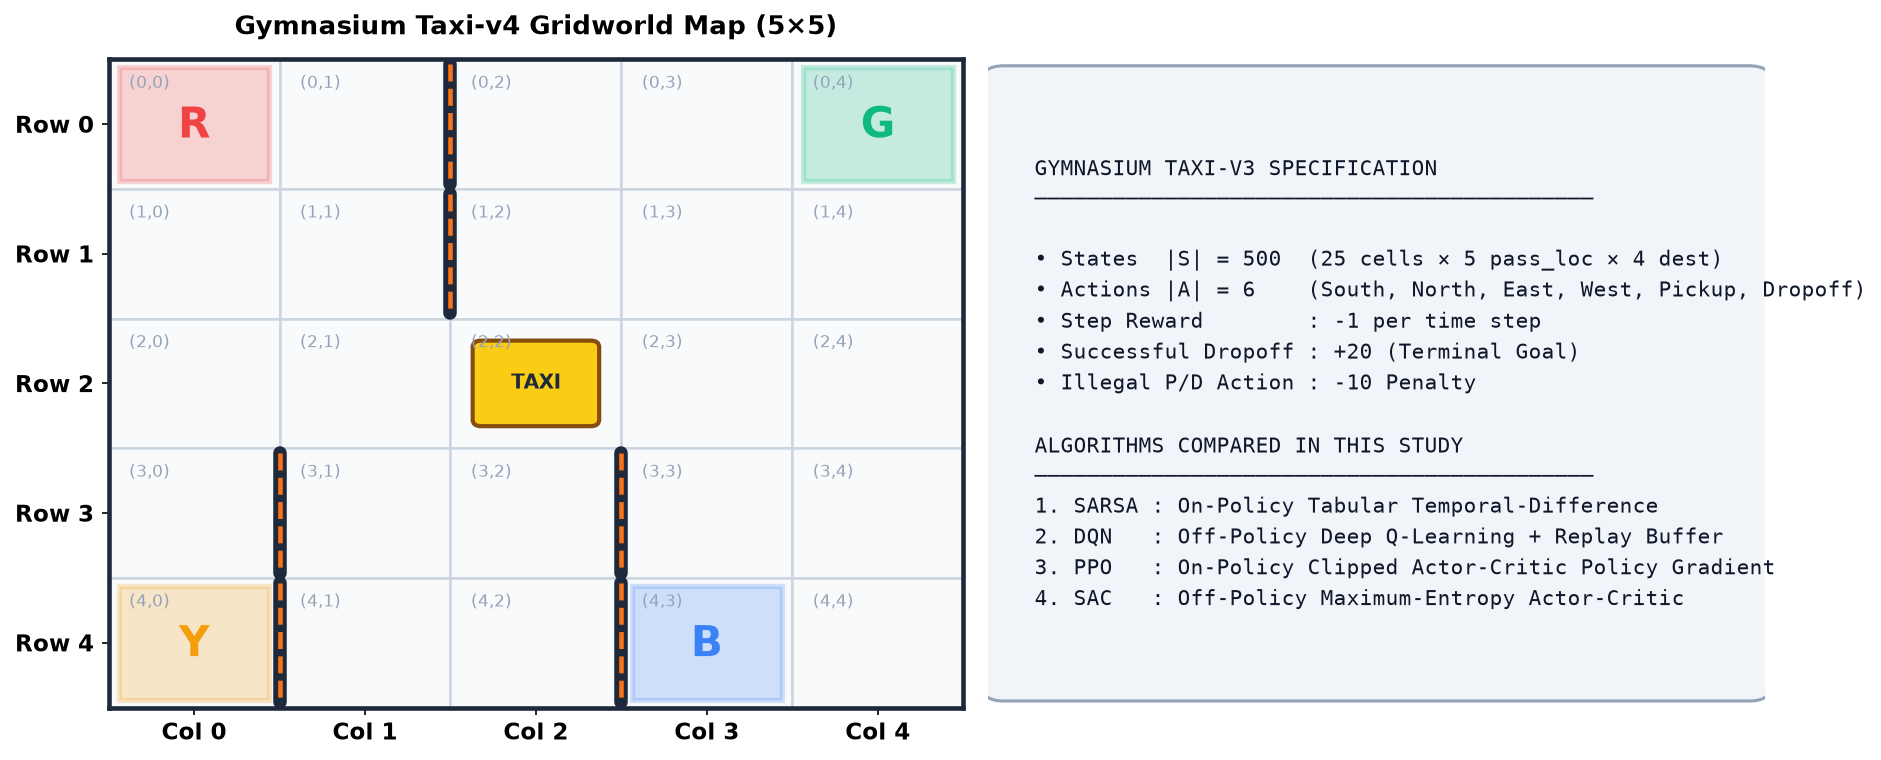 Gymnasium Taxi-v4 Gridworld Map (5×5)
(0,0) (0,1) (0,2) (0,3) (0,4)
Row 0 R G
(1,0) (1,1) (1,2) (1,3) (1,4)
Row 1
(2,0) (2,1) (2,2) (2,3) (2,4)
Row 2 TAXI
(3,0) (3,1) (3,2) (3,3) (3,4)
Row 3
(4,0) (4,1) (4,2) (4,3) (4,4)
Row 4 Y B
Col 0 Col 1 Col 2 Col 3 Col 4
GYMNASIUM TAXI-V3 SPECIFICATION
• States |S| = 500 (25 cells × 5 pass_loc × 4 dest)
• Actions |A| = 6 (South, North, East, West, Pickup, Dropoff)
• Step Reward : -1 per time step
• Successful Dropoff : +20 (Terminal Goal)
• Illegal P/D Action : -10 Penalty
ALGORITHMS COMPARED IN THIS STUDY
1. SARSA : On-Policy Tabular Temporal-Difference
2. DQN : Off-Policy Deep Q-Learning + Replay Buffer
3. PPO : On-Policy Clipped Actor-Critic Policy Gradient
4. SAC : Off-Policy Maximum-Entropy Actor-Critic